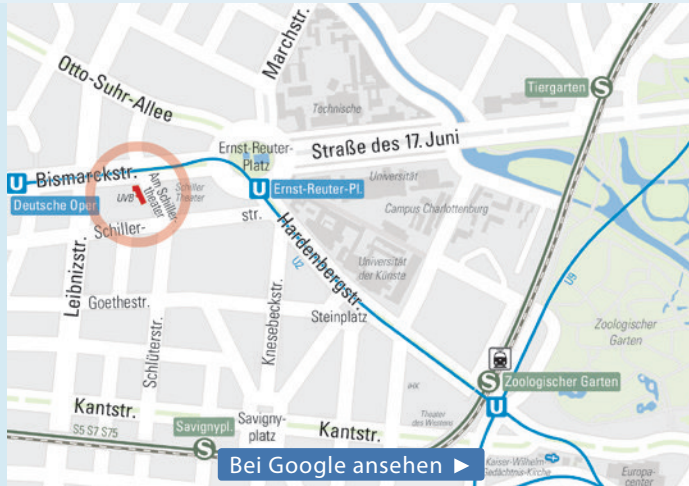 Marchstr.
Otto-Suhr-Allee
Tiergarten
S
Technische
Straße des 17. Juni
Ernst-Reuter-
Platz
U
Bismarckstr.
Deutsche Oper
UVB
Am Schiller-
theater
Schiller
Theater
U
Ernst-Reuter-Pl.
Universität
Campus Charlottenburg
Schiller-
str.
Hardenbergstr.
U2
Universität
der Künste
U9
Leibnizstr.
Goethestr.
Schlüterstr.
Knesebeckstr.
Steinplatz
Zoologischer
Garten
S
Zoologischer Garten
IHK
U
Theater
des Westens
Kantstr.
S5 S7 S75
Savignypl.
S
Savigny-
platz
Kantstr.
Bei Google ansehen ►
Kaiser-Wilhelm-
Gedächtnis-Kirche
Europa-
center